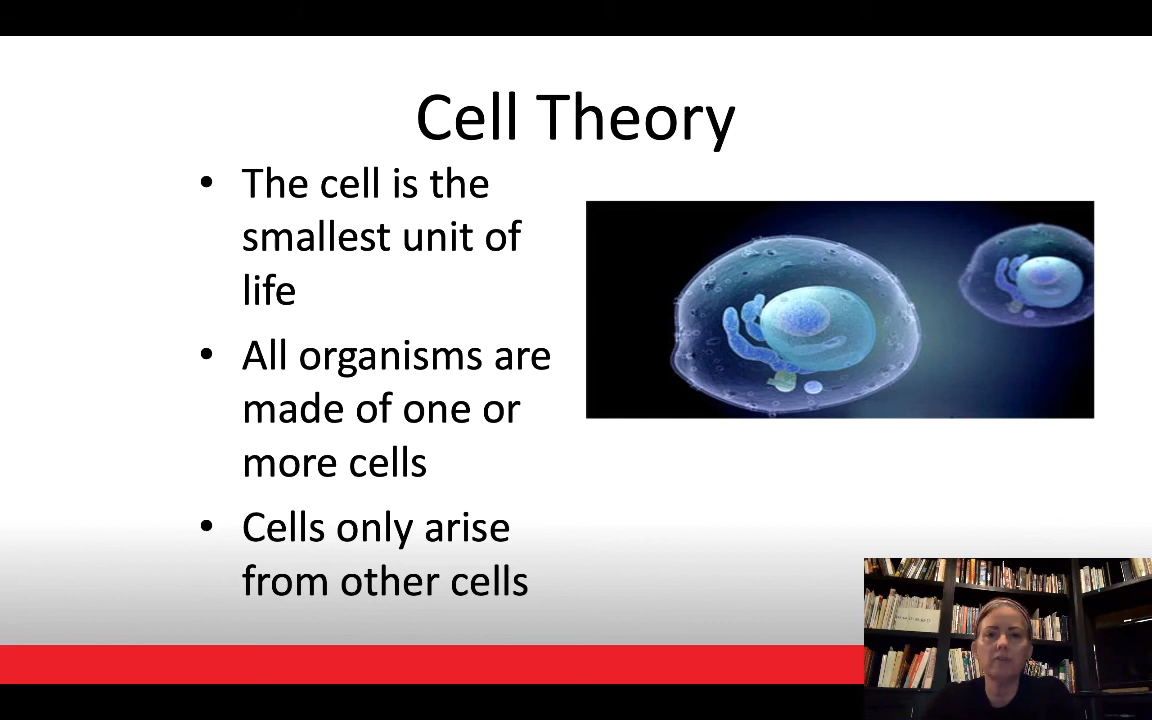 Cell Theory
• The cell is the
smallest unit of
life
• All organisms are
made of one or
more cells
• Cells only arise
from other cells